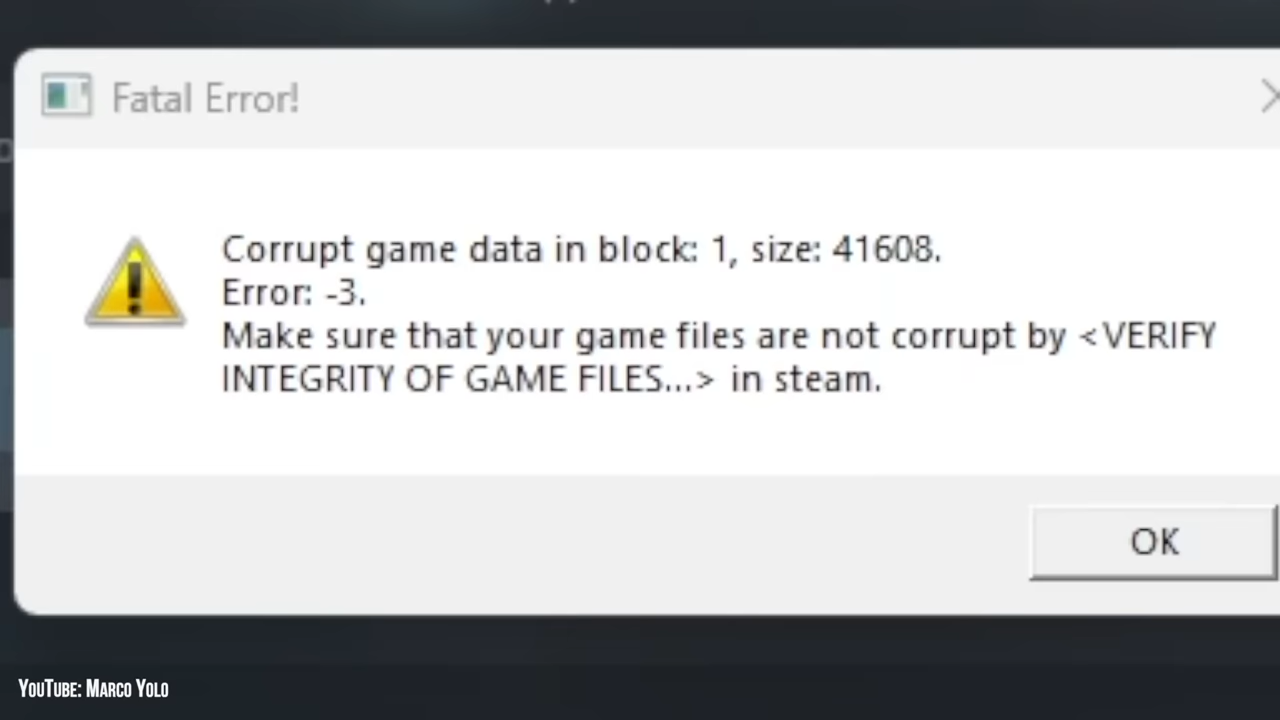 Fatal Error!
Corrupt game data in block: 1, size: 41608.
Error: -3.
Make sure that your game files are not corrupt by <VERIFY
INTEGRITY OF GAME FILES...> in steam.
OK
YouTube: Marco Yolo